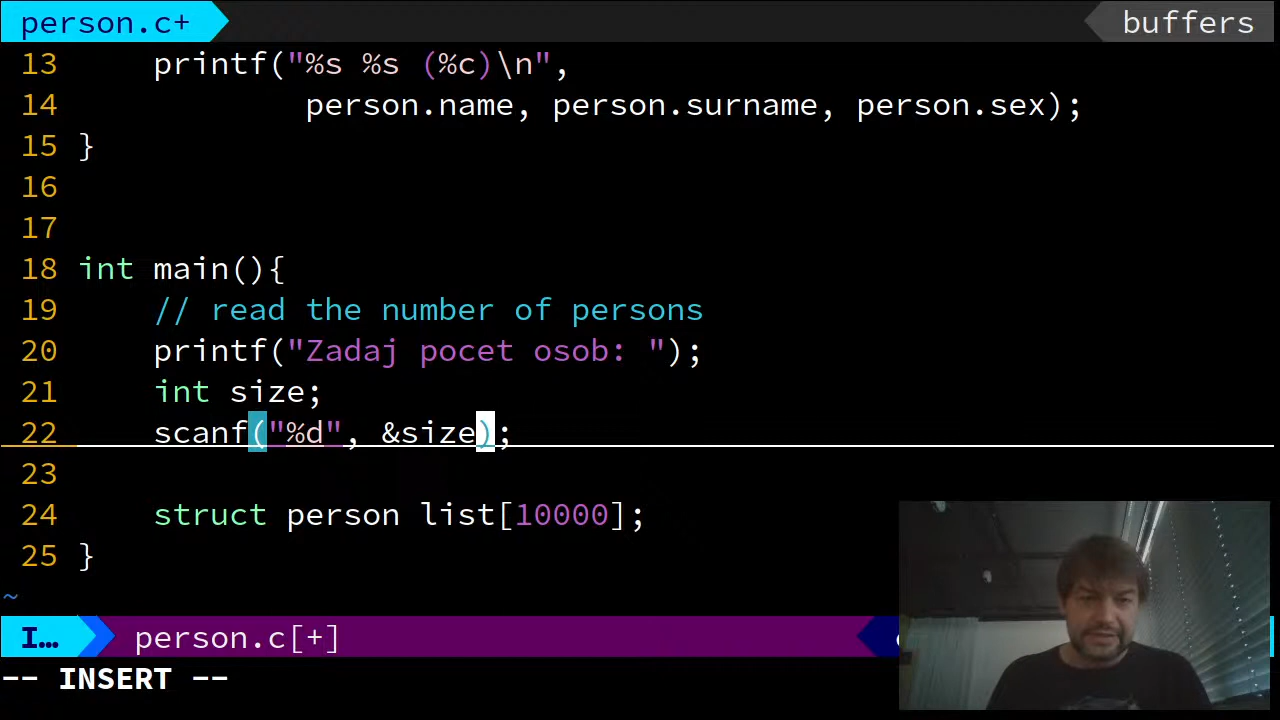 person.c+ buffers
13 printf("%s %s (%c)\n",
14 person.name, person.surname, person.sex);
15 }
16
17
18 int main(){
19 // read the number of persons
20 printf("Zadaj pocet osob: ");
21 int size;
22 scanf("%d", &size);
23
24 struct person list[10000];
25 }
~
I… person.c[+]
-- INSERT --